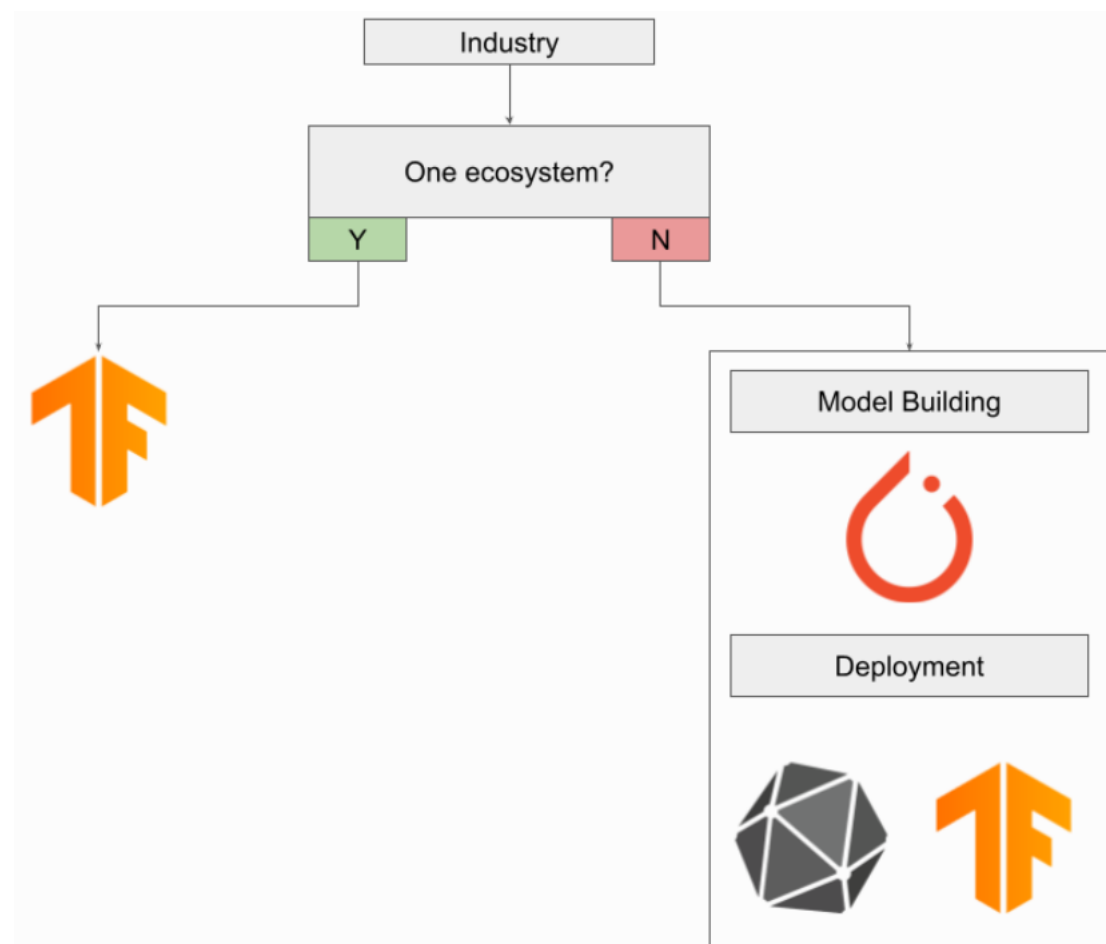 Industry
One ecosystem?
Y
N
Model Building
Deployment